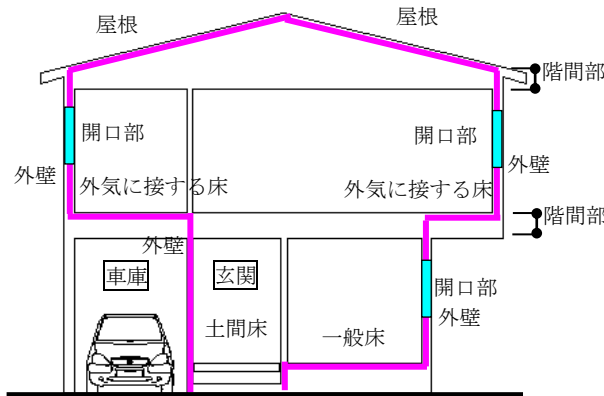 屋根
屋根
階間部
開口部
開口部
外壁
外壁
外気に接する床
外気に接する床
階間部
外壁
車庫
玄関
開口部
外壁
土間床
一般床